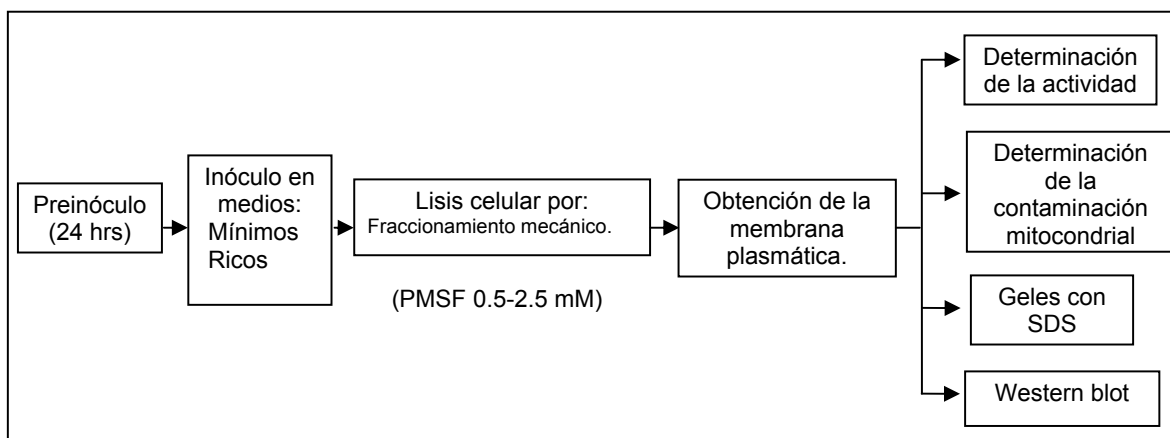 Preinóculo
(24 hrs)
Inóculo en
medios:
Mínimos
Ricos
Lisis celular por:
Fraccionamiento mecánico.
(PMSF 0.5-2.5 mM)
Obtención de la
membrana
plasmática.
Determinación
de la actividad
Determinación
de la
contaminación
mitocondrial
Geles con
SDS
Western blot